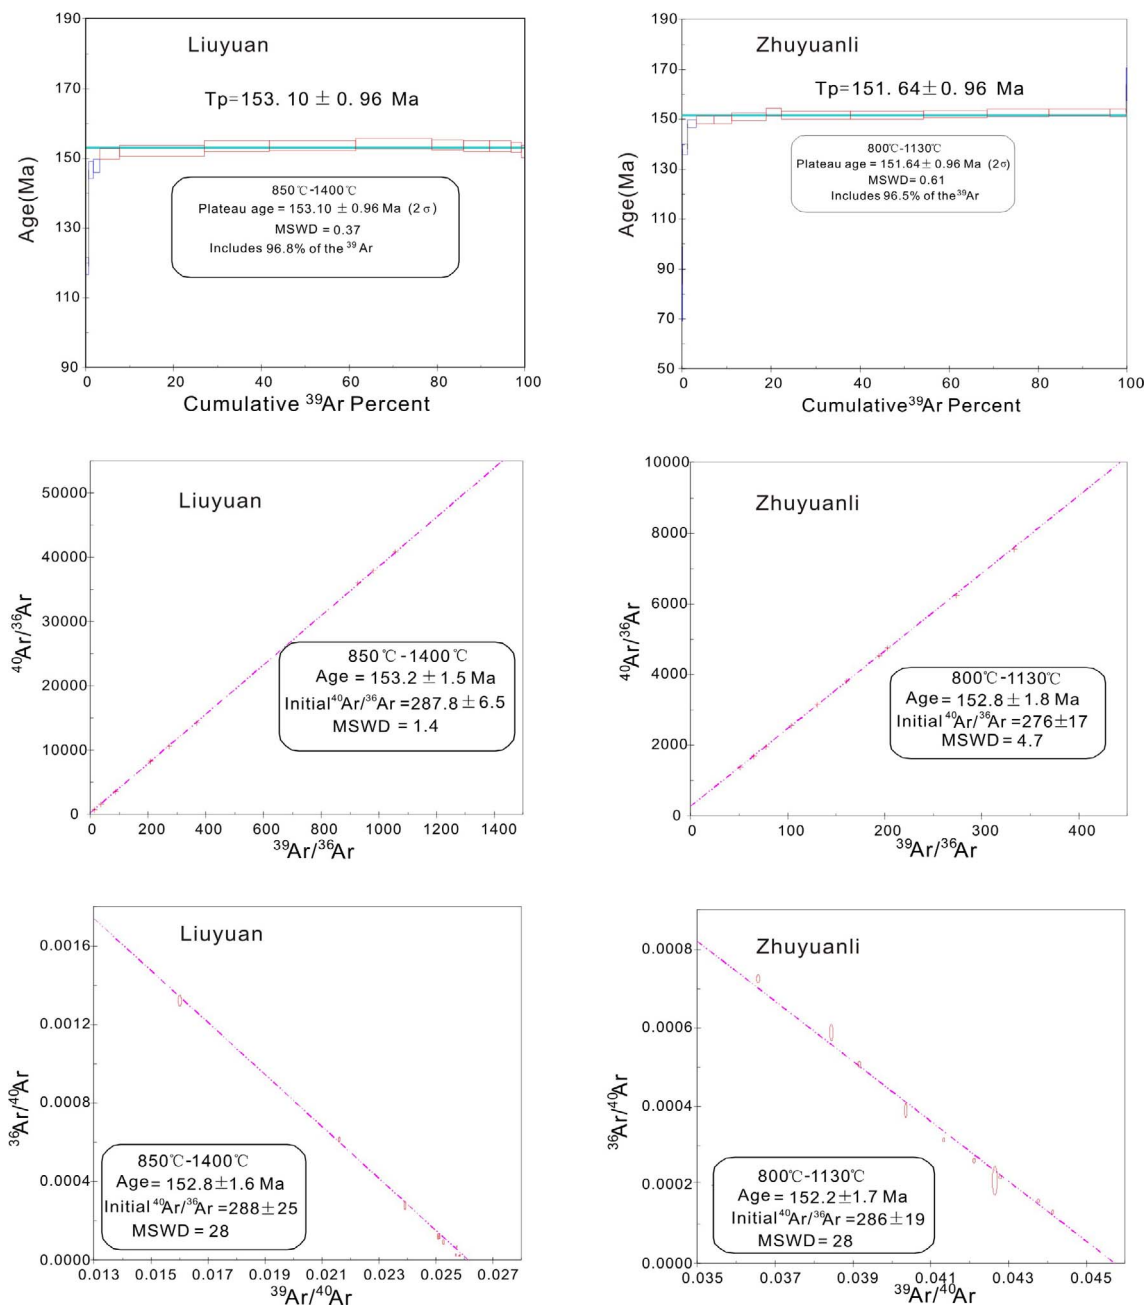 Liuyuan
Tp=153.10 ± 0.96 Ma
850℃-1400℃
Plateau age = 153.10 ± 0.96 Ma (2σ)
MSWD = 0.37
Includes 96.8% of the ³⁹Ar
190
170
150
130
110
90
Age(Ma)
0 20 40 60 80 100
Cumulative ³⁹Ar Percent
Zhuyuanli
Tp=151.64±0.96 Ma
800℃-1130℃
Plateau age = 151.64±0.96 Ma (2σ)
MSWD=0.61
Includes 96.5% of the³⁹Ar
190
170
150
130
110
90
70
50
Age(Ma)
0 20 40 60 80 100
Cumulative³⁹Ar Percent
Liuyuan
850℃-1400℃
Age = 153.2 ± 1.5 Ma
Initial⁴⁰Ar/³⁶Ar =287.8 ± 6.5
MSWD = 1.4
50000
40000
30000
20000
10000
0
⁴⁰Ar/³⁶Ar
0 200 400 600 800 1000 1200 1400
³⁹Ar/³⁶Ar
Zhuyuanli
800℃-1130℃
Age = 152.8 ± 1.8 Ma
Initial⁴⁰Ar/³⁶Ar =276±17
MSWD = 4.7
10000
8000
6000
4000
2000
0
⁴⁰Ar/³⁶Ar
0 100 200 300 400
³⁹Ar/³⁶Ar
Liuyuan
850℃-1400℃
Age = 152.8±1.6 Ma
Initial⁴⁰Ar/³⁶Ar =288±25
MSWD = 28
0.0016
0.0012
0.0008
0.0004
0.0000
³⁶Ar/⁴⁰Ar
0.013 0.015 0.017 0.019 0.021 0.023 0.025 0.027
³⁹Ar/⁴⁰Ar
Zhuyuanli
800℃-1130℃
Age = 152.2±1.7 Ma
Initial⁴⁰Ar/³⁶Ar =286±19
MSWD = 28
0.0008
0.0006
0.0004
0.0002
0.0000
³⁶Ar/⁴⁰Ar
0.035 0.037 0.039 0.041 0.043 0.045
³⁹Ar/⁴⁰Ar